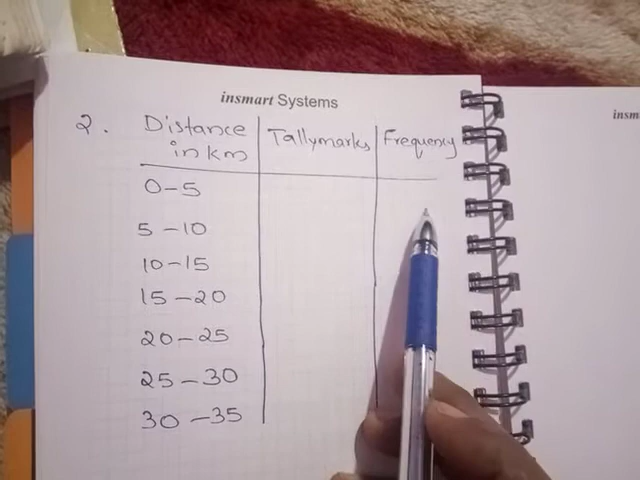 insmart Systems
2. Distance in km Tallymarks Frequency
0-5
5-10
10-15
15-20
20-25
25-30
30-35
insm